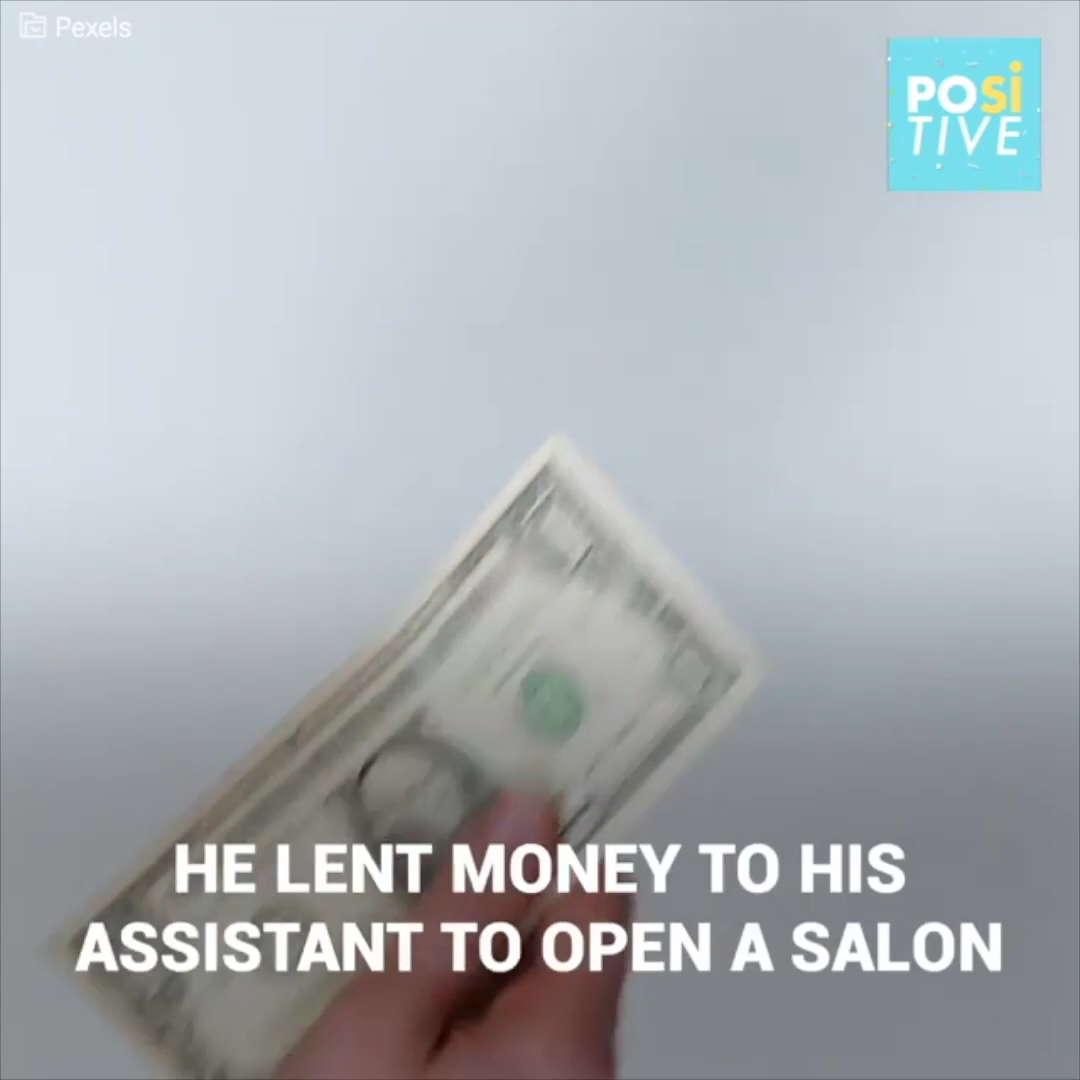 Pexels
POSi
TIVE
HE LENT MONEY TO HIS
ASSISTANT TO OPEN A SALON